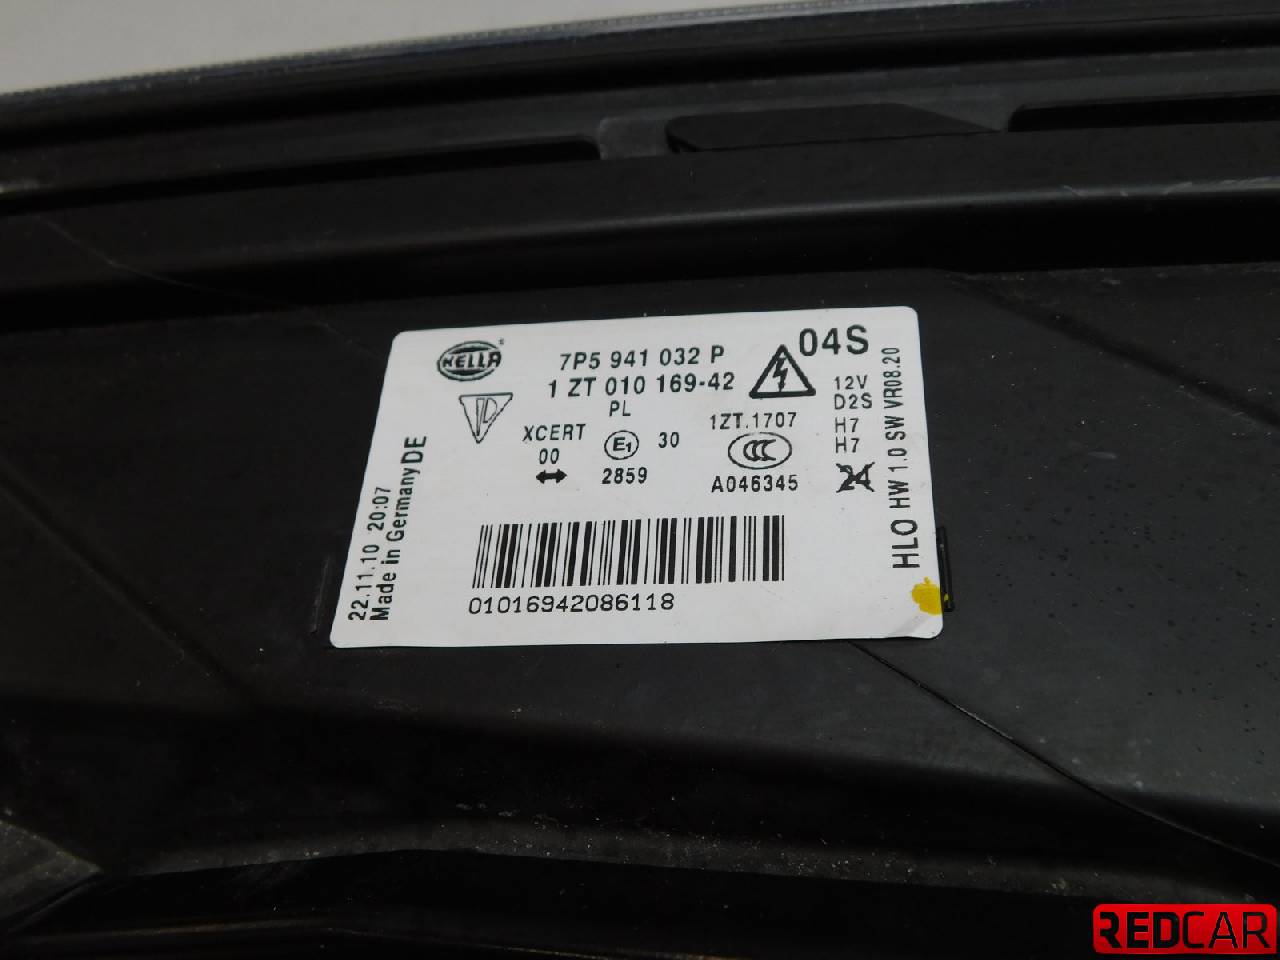 HELLA
7P5 941 032 P
1 ZT 010 169-42
PL
XCERT
00
E1
30
2859
1ZT.1707
CCC
A046345
04S
12V
D2S
H7
H7
24
HLO HW 1.0 SW VR08.20
22.11.10 20:07
Made in Germany DE
01016942086118
REDCAR